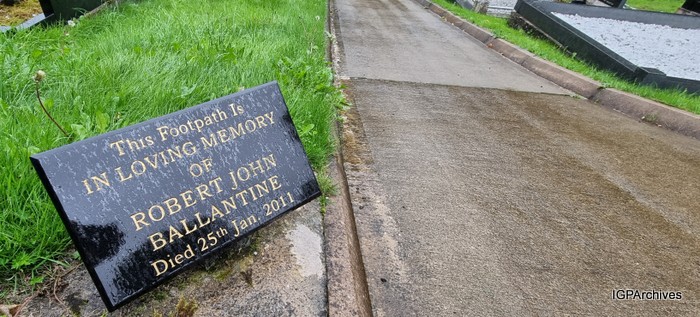 This Footpath Is
IN LOVING MEMORY
OF
ROBERT JOHN
BALLANTINE
Died 25th Jan. 2011
IGPArchives